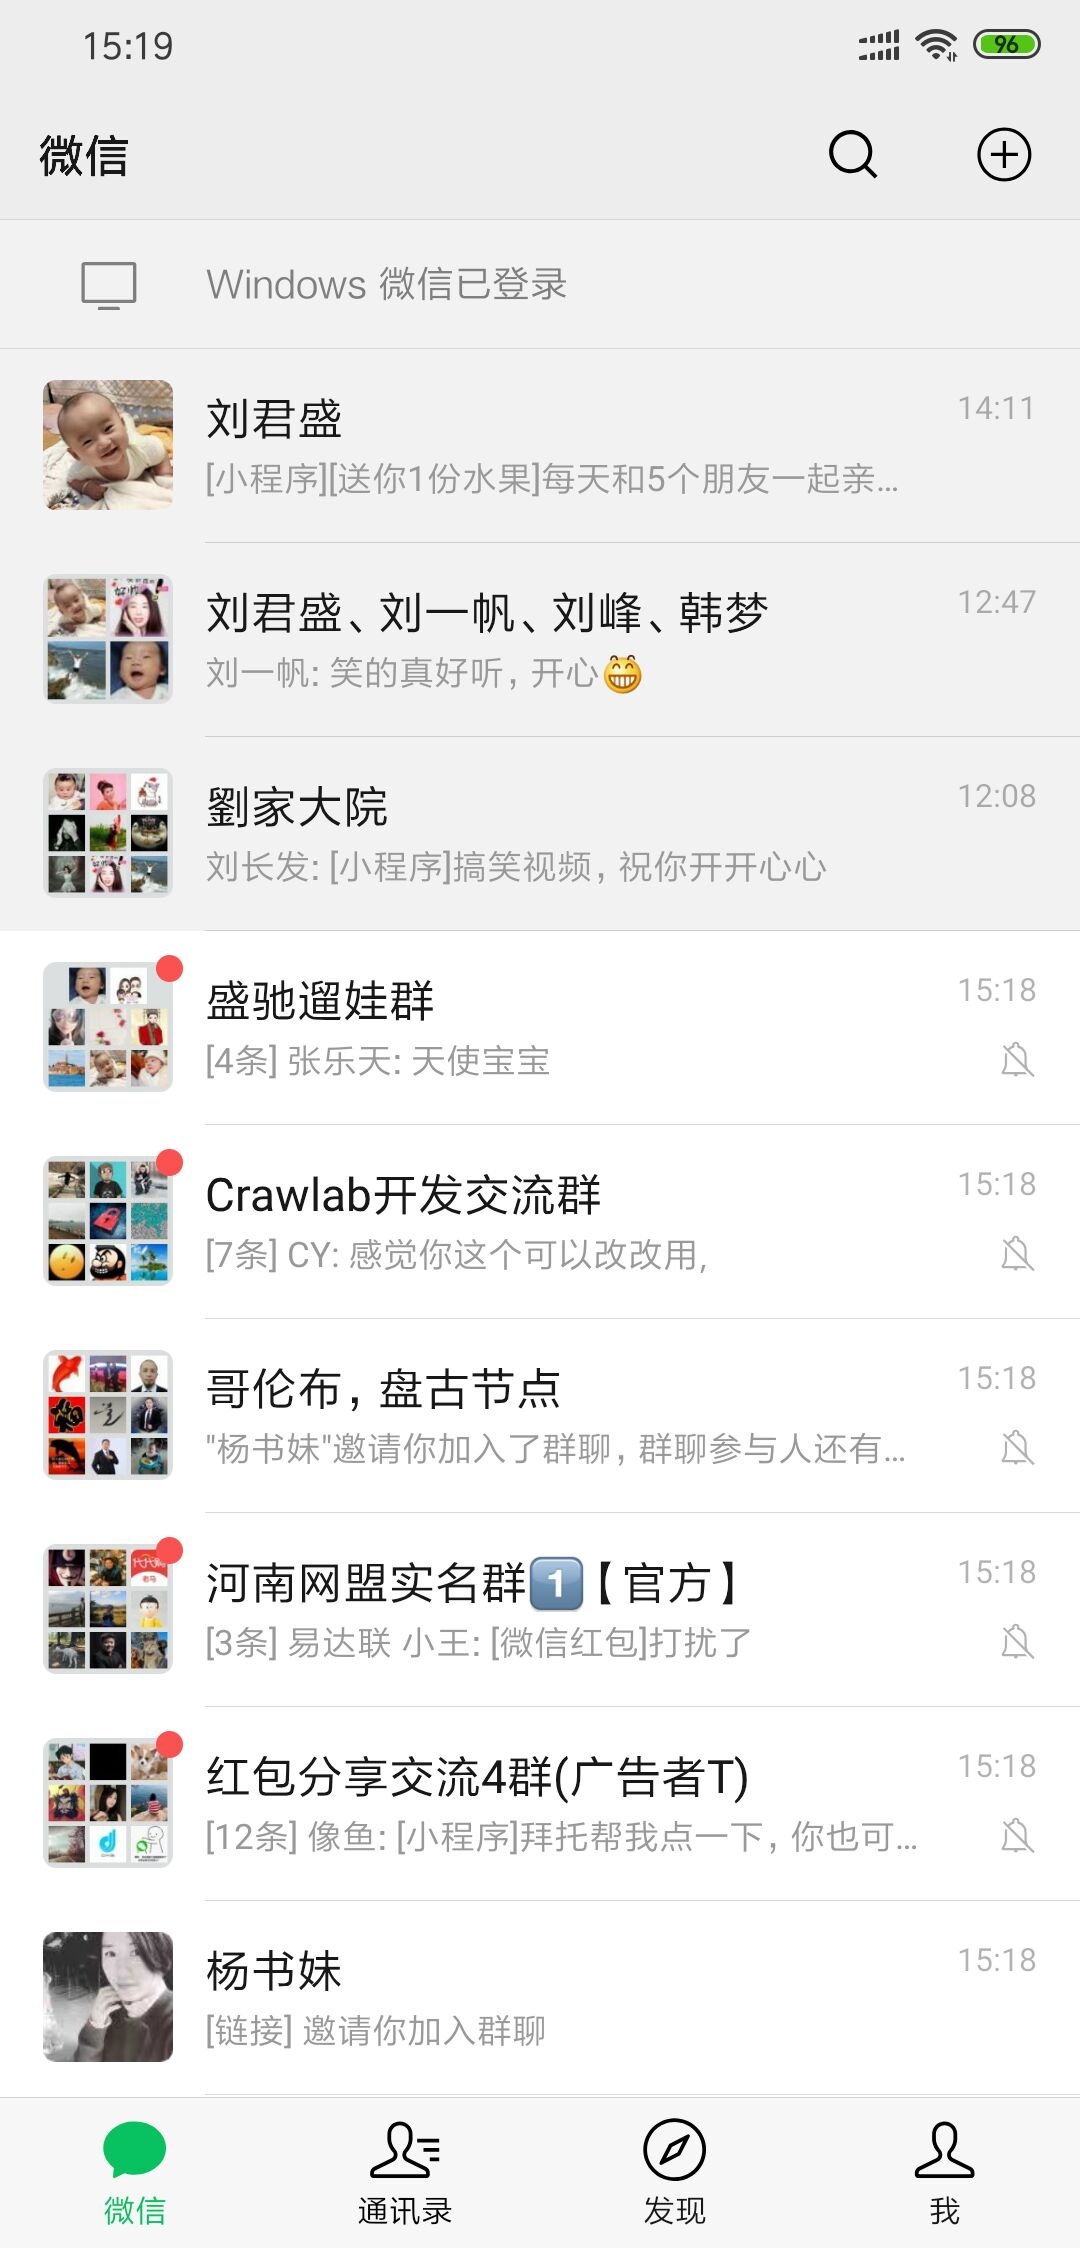 15:19
96
微信
Windows 微信已登录
刘君盛
14:11
[小程序][送你1份水果]每天和5个朋友一起亲...
刘君盛、刘一帆、刘峰、韩梦
12:47
刘一帆: 笑的真好听，开心😁
劉家大院
12:08
刘长发: [小程序]搞笑视频，祝你开开心心
盛驰遛娃群
15:18
[4条] 张乐天: 天使宝宝
Crawlab开发交流群
15:18
[7条] CY: 感觉你这个可以改改用,
哥伦布，盘古节点
15:18
"杨书妹"邀请你加入了群聊，群聊参与人还有...
河南网盟实名群1️⃣【官方】
15:18
[3条] 易达联 小王: [微信红包]打扰了
红包分享交流4群(广告者T)
15:18
[12条] 像鱼: [小程序]拜托帮我点一下，你也可...
杨书妹
15:18
[链接] 邀请你加入群聊
微信
通讯录
发现
我